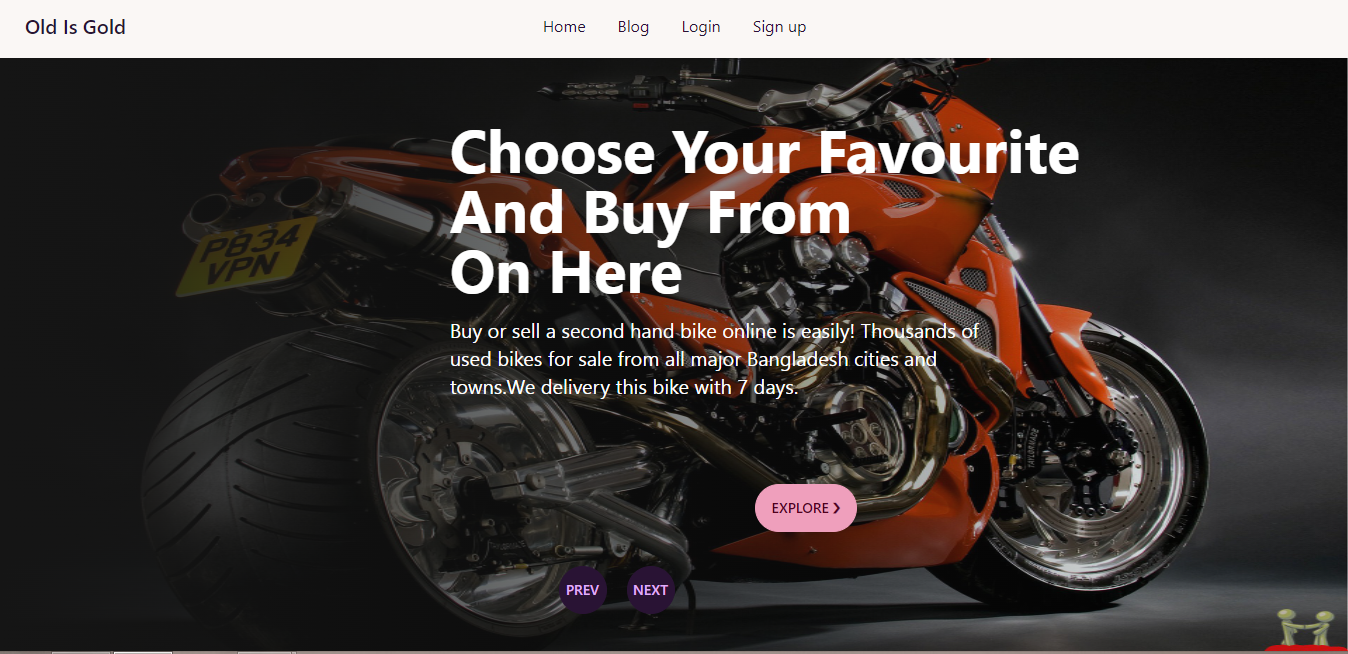 Old Is Gold
Home Blog Login Sign up
Choose Your Favourite
And Buy From
On Here
P834
VPN
Buy or sell a second hand bike online is easily! Thousands of
used bikes for sale from all major Bangladesh cities and
towns.We delivery this bike with 7 days.
TAYLORMADE
EXPLORE ❯
PREV NEXT